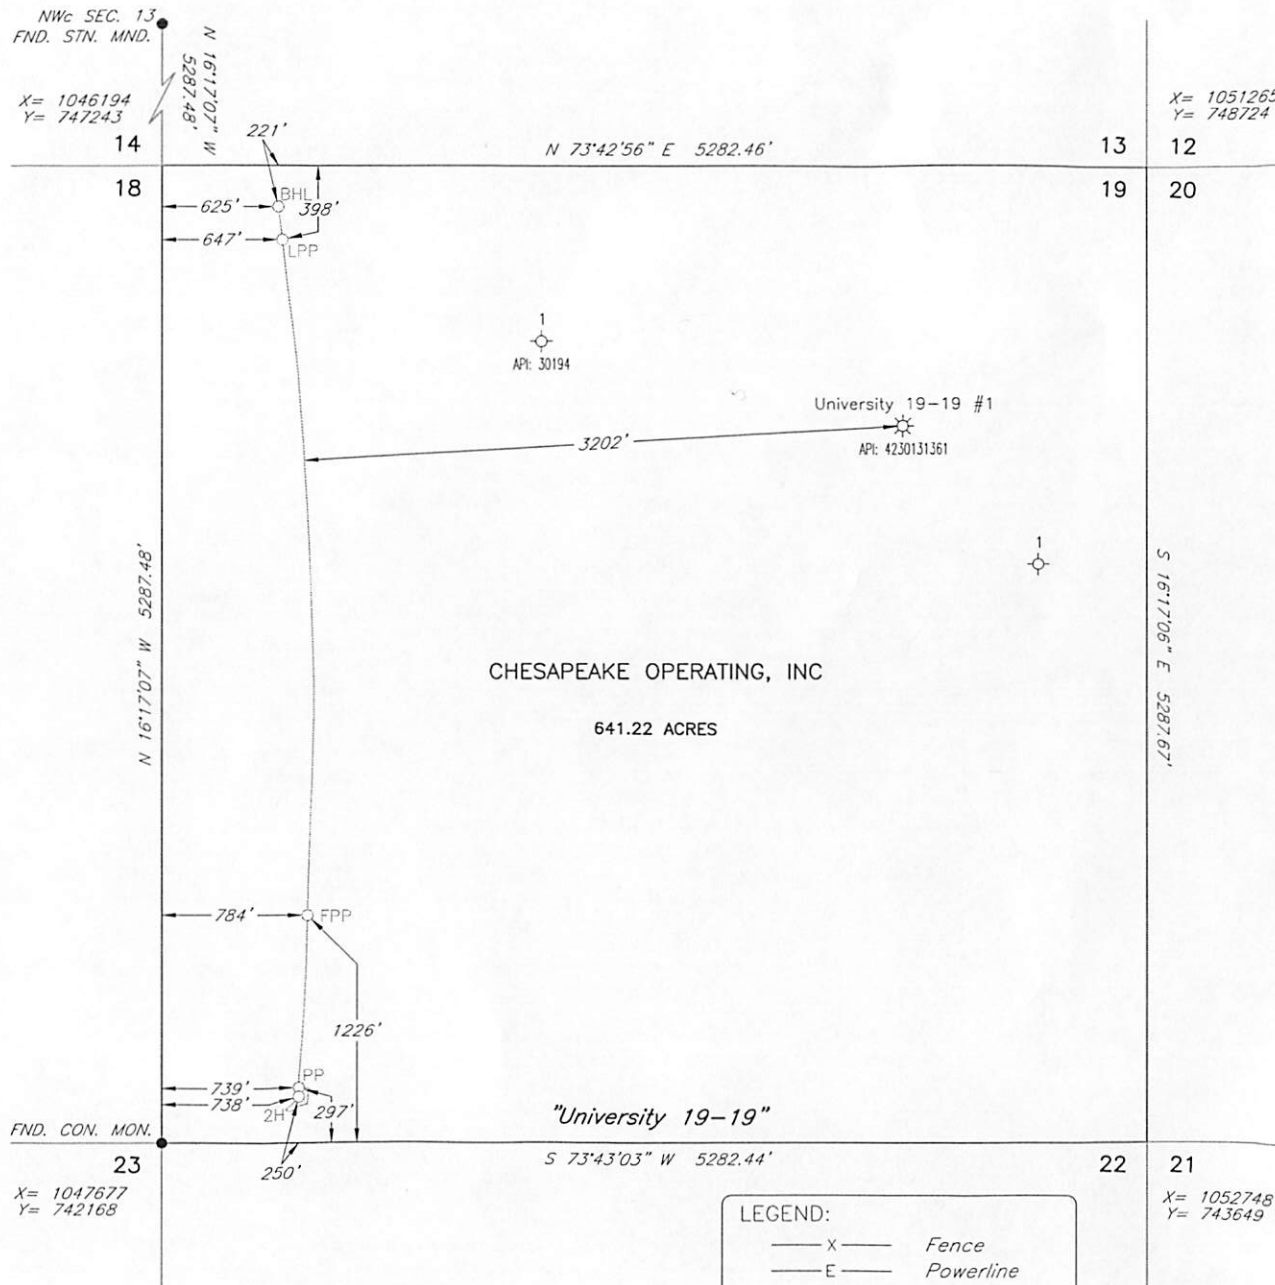 NWc SEC. 13
FND. STN. MND.
N 16°17'07" W
5287.48'
X= 1046194
Y= 747243
X= 1051265
Y= 748724
14
221'
N 73°42'56" E 5282.46'
13
12
18
19
20
BHL
625'
398'
647'
LPP
1
API: 30194
University 19-19 #1
3202'
API: 4230131361
1
N 16°17'07" W 5287.48'
S 16°17'06" E 5287.67'
CHESAPEAKE OPERATING, INC
641.22 ACRES
784'
FPP
1226'
PP
739'
738'
2H
297'
"University 19-19"
FND. CON. MON.
23
250'
S 73°43'03" W 5282.44'
22
21
X= 1047677
Y= 742168
X= 1052748
Y= 743649
LEGEND:
X Fence
E Powerline